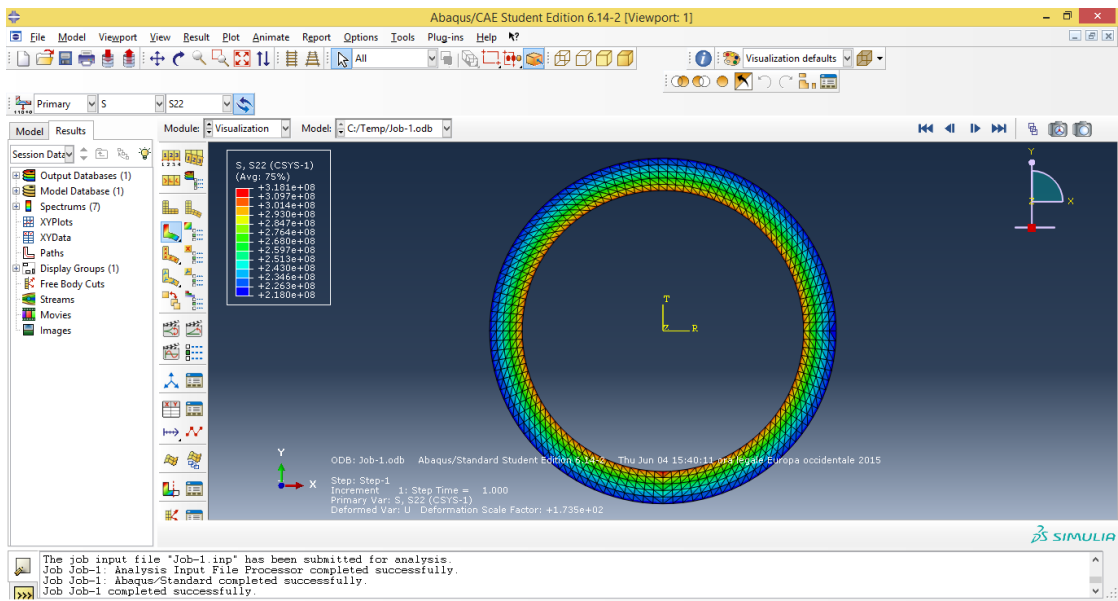 Abaqus/CAE Student Edition 6.14-2 [Viewport: 1]
File Model Viewport View Result Plot Animate Report Options Tools Plug-ins Help
All
Visualization defaults
Primary S S22
Model Results
Module: Visualization Model: C:/Temp/Job-1.odb
Session Data
Output Databases (1)
Model Database (1)
Spectrums (7)
XYPlots
XYData
Paths
Display Groups (1)
Free Body Cuts
Streams
Movies
Images
S, S22 (CSYS-1)
(Avg: 75%)
+3.181e+08
+3.097e+08
+3.014e+08
+2.930e+08
+2.847e+08
+2.764e+08
+2.680e+08
+2.597e+08
+2.513e+08
+2.430e+08
+2.346e+08
+2.263e+08
+2.180e+08
Y
Z X
T
Z R
Y
X
ODB: Job-1.odb Abaqus/Standard Student Edition 6.14-2 Thu Jun 04 15:40:11 ora legale Europa occidentale 2015
Step: Step-1
Increment 1: Step Time = 1.000
Primary Var: S, S22 (CSYS-1)
Deformed Var: U Deformation Scale Factor: +1.735e+02
SIMULIA
The job input file "Job-1.inp" has been submitted for analysis.
Job Job-1: Analysis Input File Processor completed successfully.
Job Job-1: Abaqus/Standard completed successfully.
Job Job-1 completed successfully.
>>>